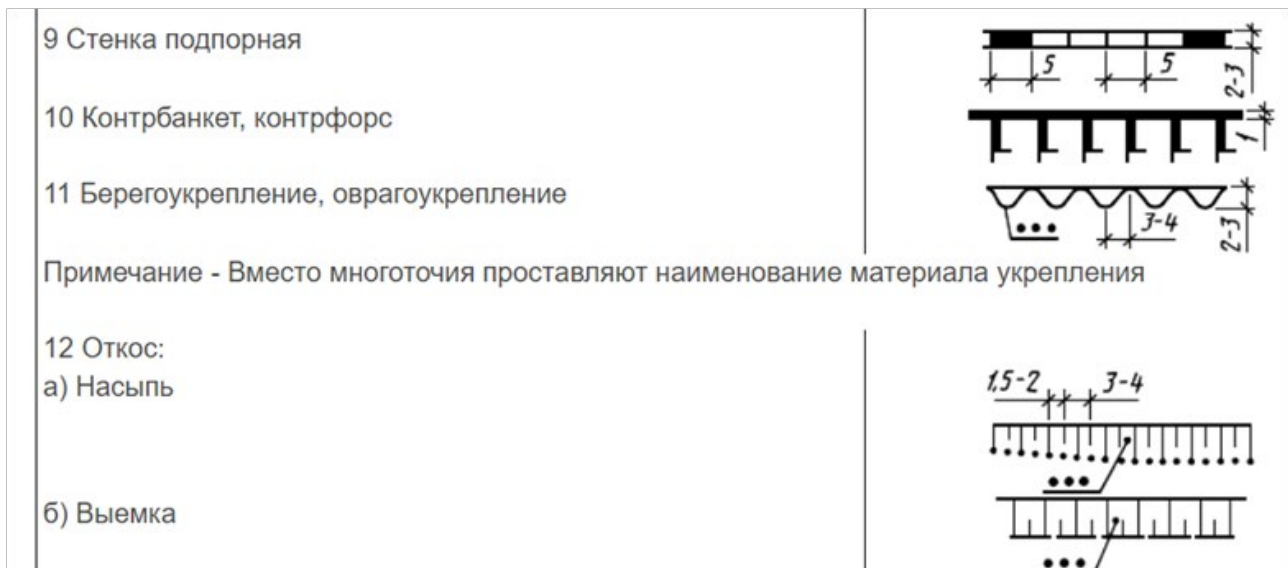 9 Стенка подпорная
5 5 2-3
10 Контрбанкет, контрфорс
1
11 Берегоукрепление, оврагоукрепление
••• 3-4 2-3
Примечание - Вместо многоточия проставляют наименование материала укрепления
12 Откос:
а) Насыпь
1,5-2 3-4
•••
б) Выемка
•••